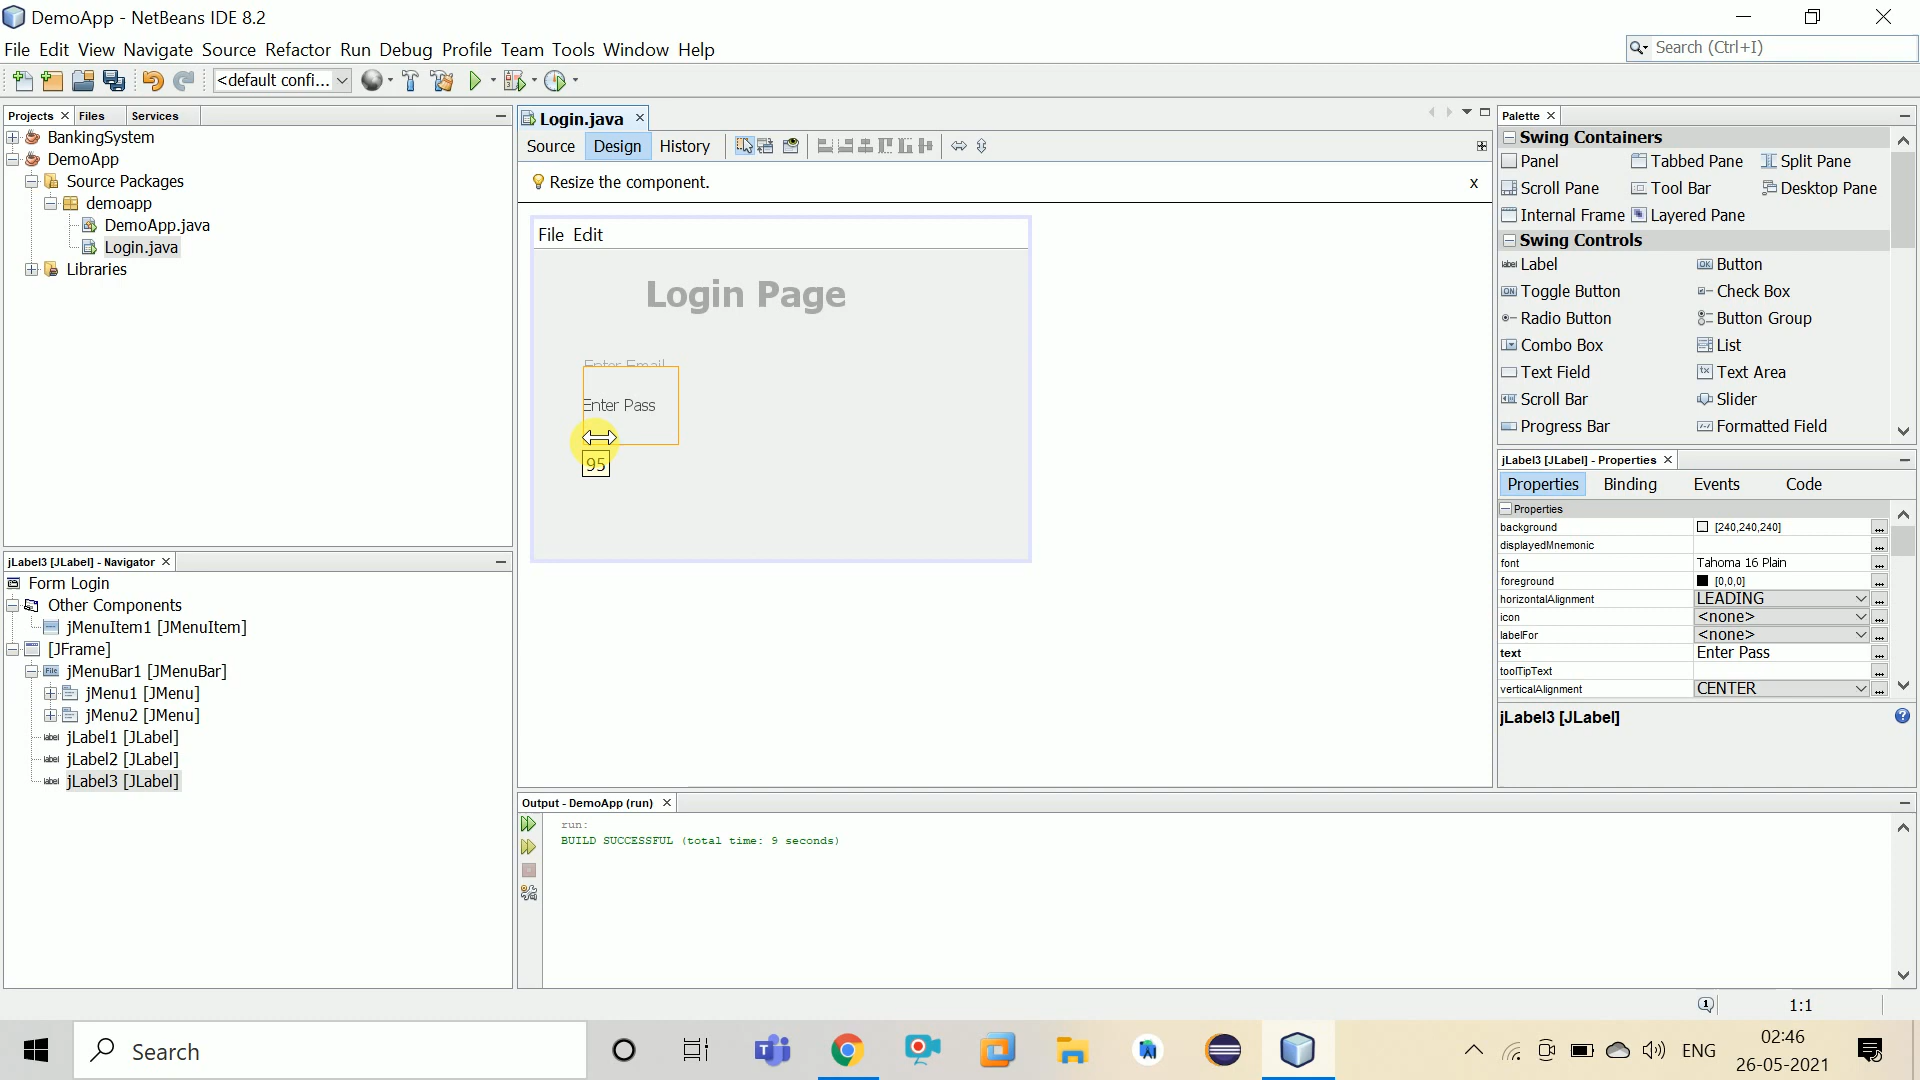 DemoApp - NetBeans IDE 8.2
File Edit View Navigate Source Refactor Run Debug Profile Team Tools Window Help
Search (Ctrl+I)
<default confi...
Projects Files Services
BankingSystem
DemoApp
Source Packages
demoapp
DemoApp.java
Login.java
Libraries
jLabel3 [JLabel] - Navigator
Form Login
Other Components
jMenuItem1 [JMenuItem]
[JFrame]
jMenuBar1 [JMenuBar]
jMenu1 [JMenu]
jMenu2 [JMenu]
jLabel1 [JLabel]
jLabel2 [JLabel]
jLabel3 [JLabel]
Login.java
Source Design History
Resize the component. x
File Edit
Login Page
Enter Email
Enter Pass
95
Output - DemoApp (run)
run:
BUILD SUCCESSFUL (total time: 9 seconds)
Palette
Swing Containers
Panel Tabbed Pane Split Pane
Scroll Pane Tool Bar Desktop Pane
Internal Frame Layered Pane
Swing Controls
Label Button
Toggle Button Check Box
Radio Button Button Group
Combo Box List
Text Field Text Area
Scroll Bar Slider
Progress Bar Formatted Field
jLabel3 [JLabel] - Properties
Properties Binding Events Code
Properties
background [240,240,240]
displayedMnemonic
font Tahoma 16 Plain
foreground [0,0,0]
horizontalAlignment LEADING
icon <none>
labelFor <none>
text Enter Pass
toolTipText
verticalAlignment CENTER
jLabel3 [JLabel]
1:1
Search
ENG
02:46
26-05-2021